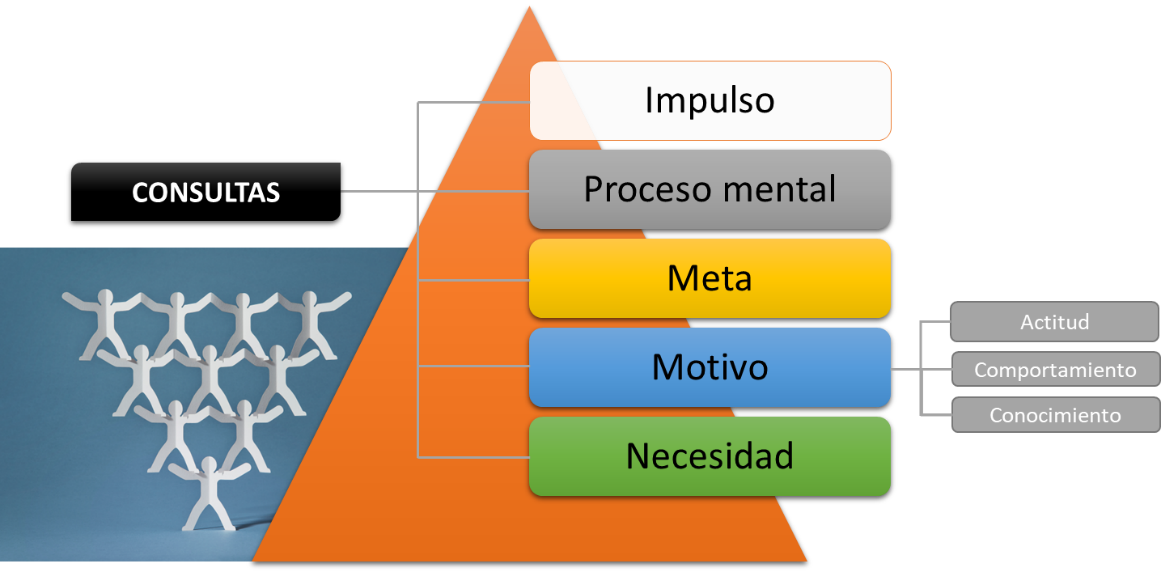 Impulso
CONSULTAS
Proceso mental
Meta
Motivo
Actitud
Comportamiento
Conocimiento
Necesidad